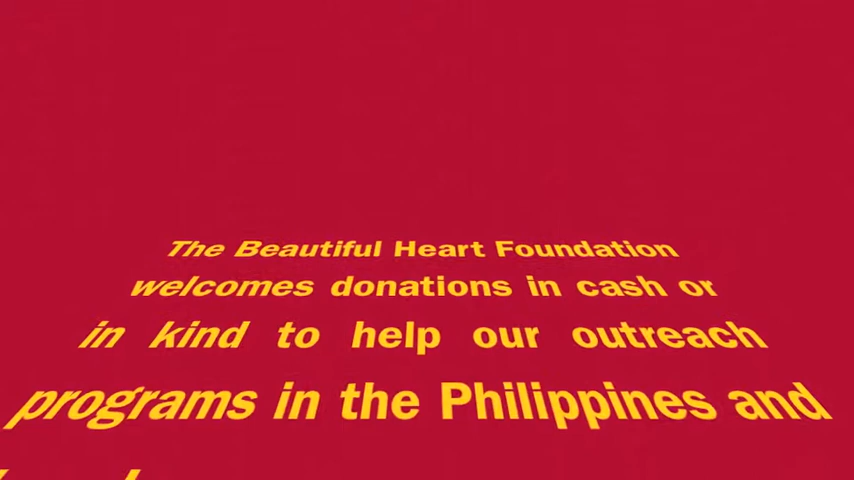 The Beautiful Heart Foundation
welcomes donations in cash or
in kind to help our outreach
programs in the Philippines and